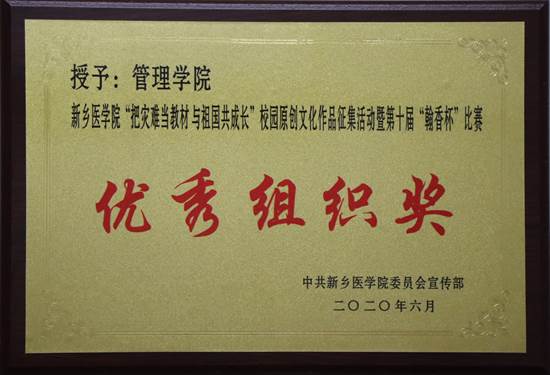 授予：管理学院
新乡医学院“把灾难当教材与祖国共成长”校园原创文化作品征集活动暨第十届“翰香杯”比赛
优秀组织奖
中共新乡医学院委员会宣传部
二〇二〇年六月